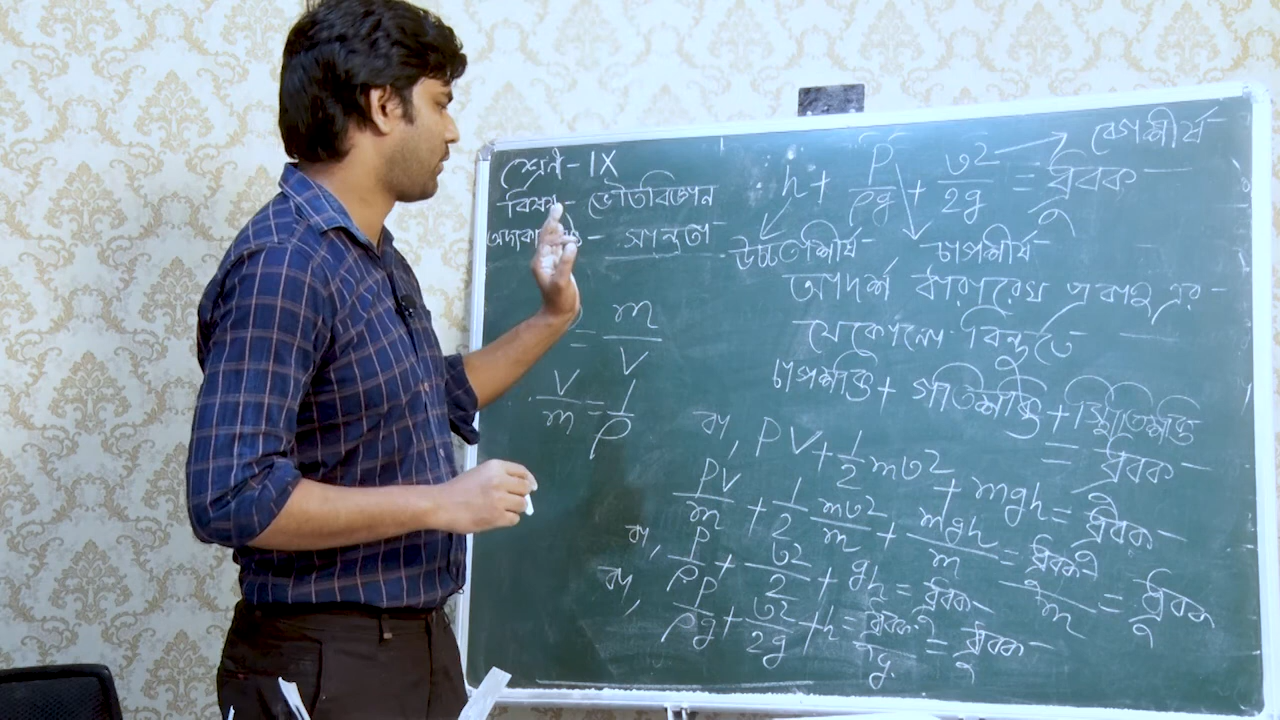 শ্রেণী - IX
বিষয় - ভৌতবিজ্ঞান
- সান্দ্রতা
= m/V
V/m = 1/ρ
বেগশীর্ষ
h + P/ρg + v²/2g = ধ্রুবক
উচ্চতাশীর্ষ চাপশীর্ষ
আদর্শ ধারারেখ প্রবাহ এর
যেকোনো বিন্দুতে
চাপশক্তি + গতিশক্তি + স্থিতিশক্তি
= ধ্রুবক
বা, PV + 1/2 mv² + mgh = ধ্রুবক
PV/m + 1/2 mv²/m + mgh/m = ধ্রুবক/m = ধ্রুবক
বা, P/ρ + v²/2 + gh = ধ্রুবক
বা, P/ρg + v²/2g + h = ধ্রুবক/g = ধ্রুবক